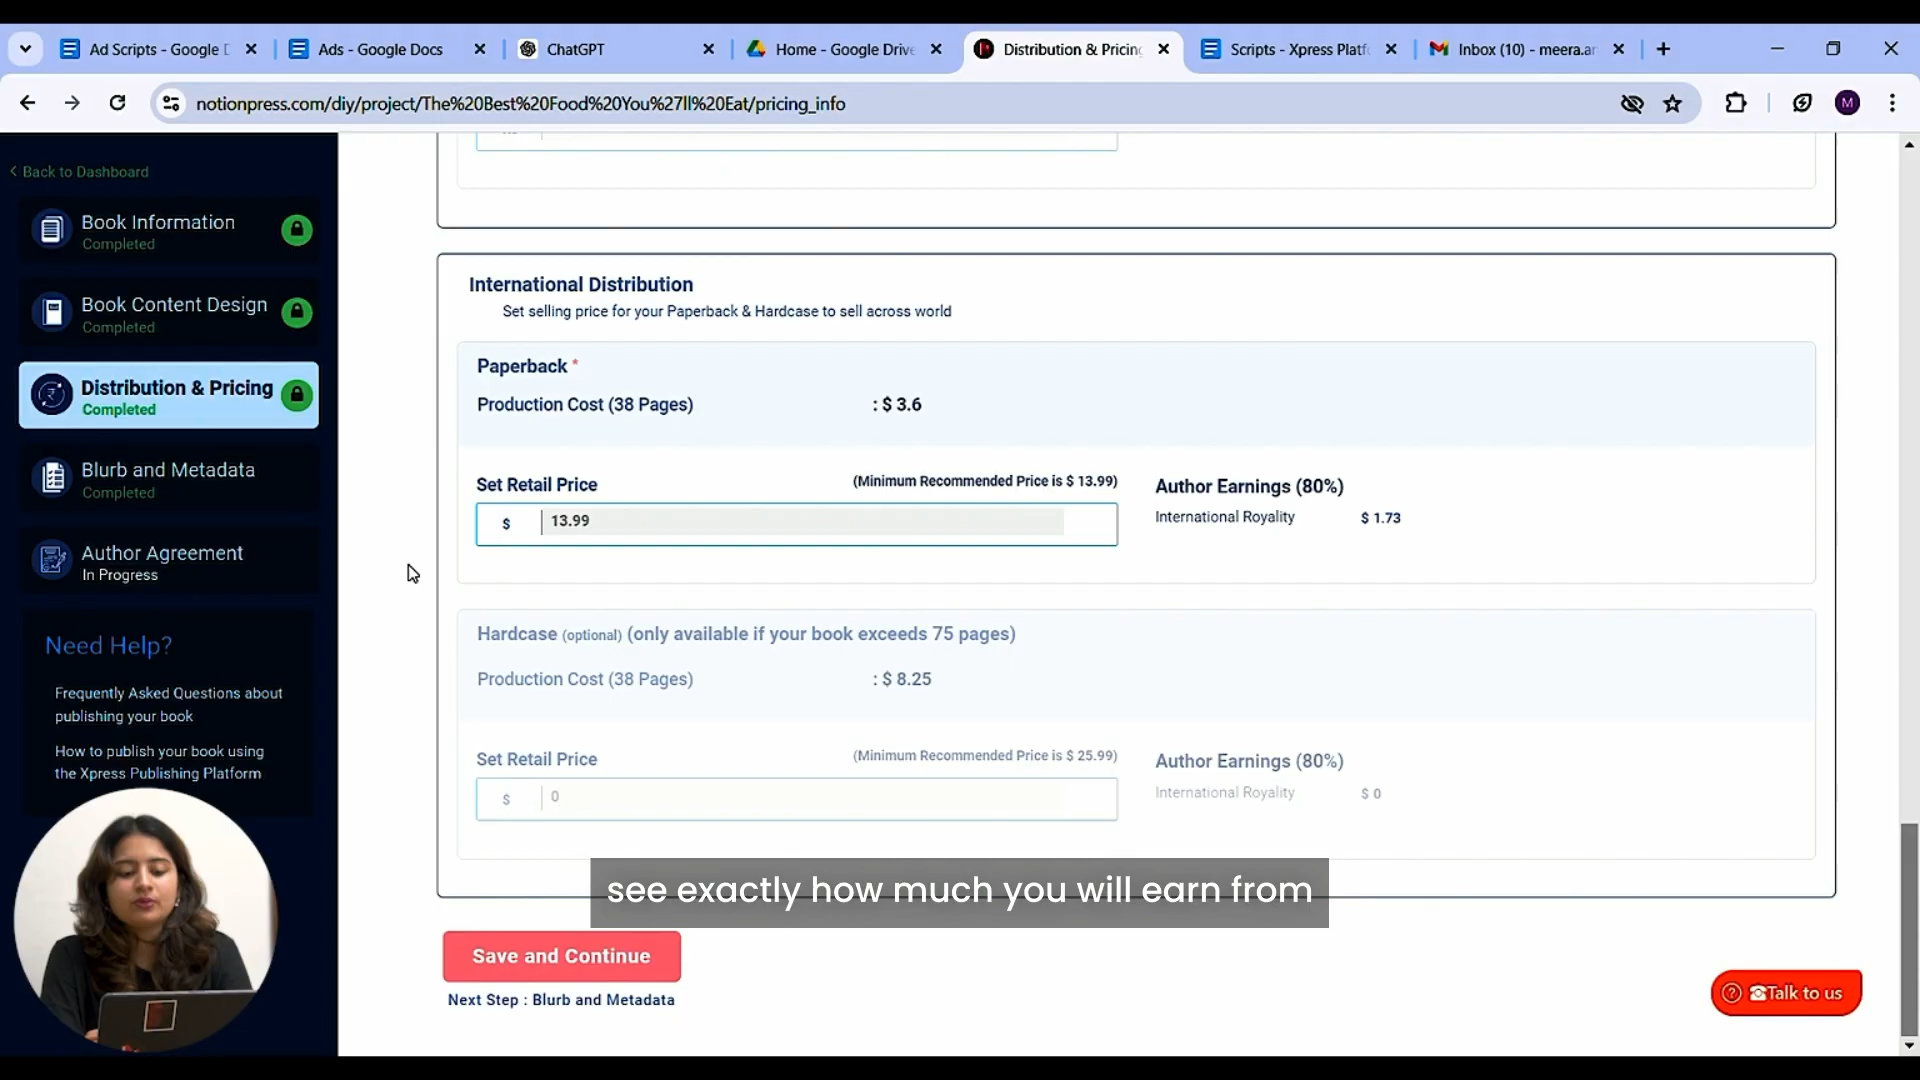 Ad Scripts - Google D
Ads - Google Docs
ChatGPT
Home - Google Drive
Distribution & Pricing
Scripts - Xpress Platf
Inbox (10) - meera.ar
notionpress.com/diy/project/The%20Best%20Food%20You%27ll%20Eat/pricing_info
M
Back to Dashboard
Book Information
Completed
Book Content Design
Completed
Distribution & Pricing
Completed
Blurb and Metadata
Completed
Author Agreement
In Progress
Need Help?
Frequently Asked Questions about
publishing your book
How to publish your book using
the Xpress Publishing Platform
International Distribution
Set selling price for your Paperback & Hardcase to sell across world
Paperback *
Production Cost (38 Pages) : $ 3.6
Set Retail Price (Minimum Recommended Price is $ 13.99)
$ 13.99
Author Earnings (80%)
International Royality $ 1.73
Hardcase (optional) (only available if your book exceeds 75 pages)
Production Cost (38 Pages) : $ 8.25
Set Retail Price (Minimum Recommended Price is $ 25.99)
$ 0
Author Earnings (80%)
International Royality $ 0
see exactly how much you will earn from
Save and Continue
Next Step : Blurb and Metadata
Talk to us